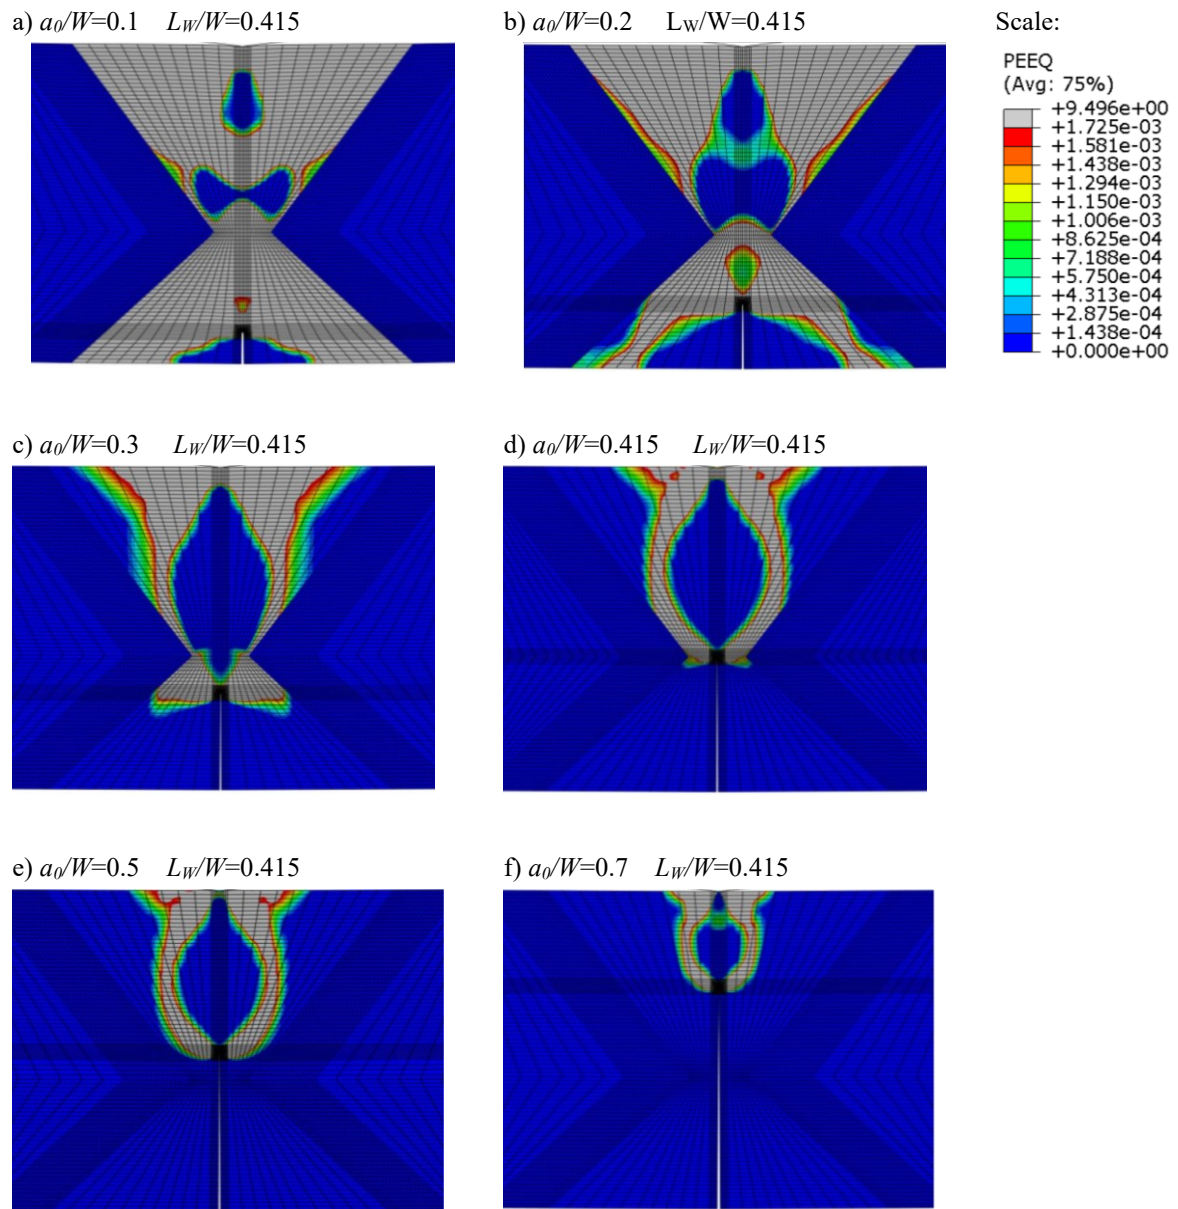 a) a0/W=0.1 LW/W=0.415
b) a0/W=0.2 LW/W=0.415
Scale:
PEEQ
(Avg: 75%)
+9.496e+00
+1.725e-03
+1.581e-03
+1.438e-03
+1.294e-03
+1.150e-03
+1.006e-03
+8.625e-04
+7.188e-04
+5.750e-04
+4.313e-04
+2.875e-04
+1.438e-04
+0.000e+00
c) a0/W=0.3 LW/W=0.415
d) a0/W=0.415 LW/W=0.415
e) a0/W=0.5 LW/W=0.415
f) a0/W=0.7 LW/W=0.415